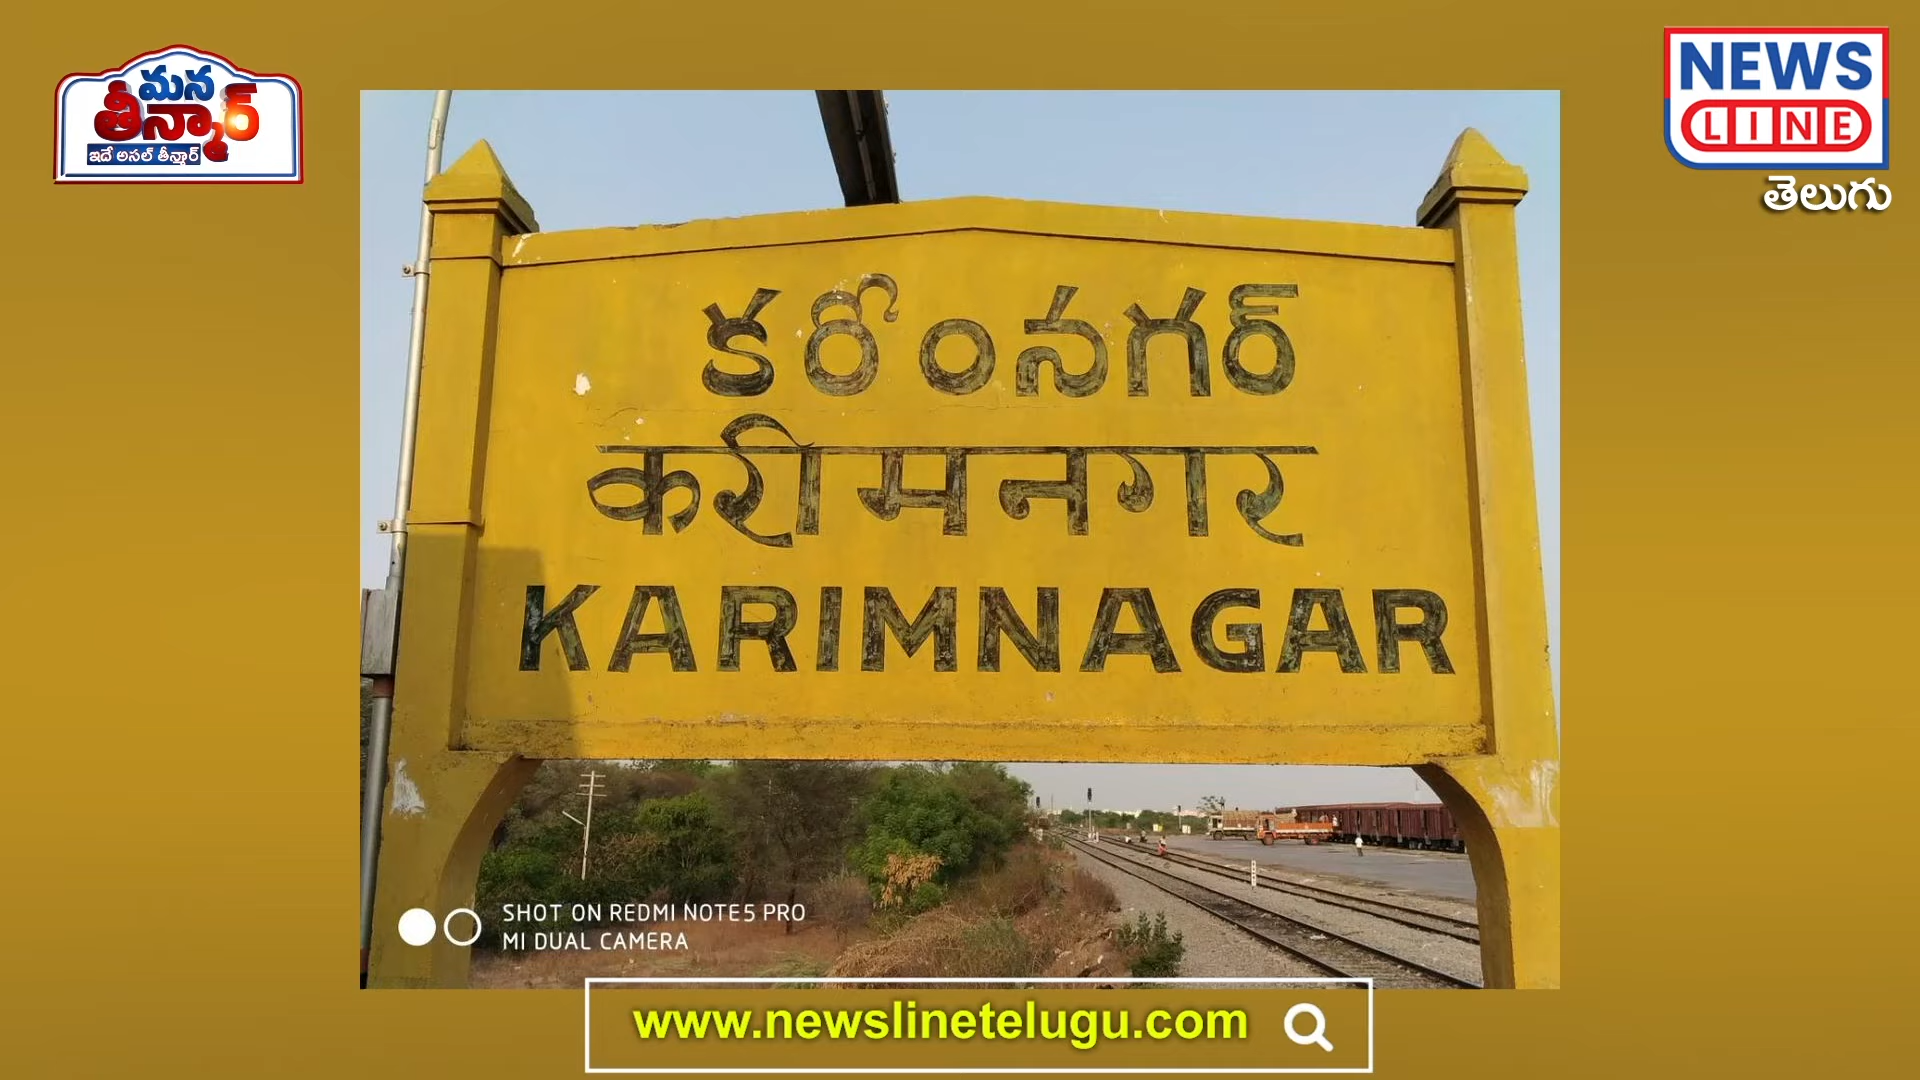 మన
తీన్మార్
ఇదే అసల్ తీన్మార్
NEWS
LINE
తెలుగు
కరీంనగర్
करीमनगर
KARIMNAGAR
SHOT ON REDMI NOTE5 PRO
MI DUAL CAMERA
www.newslinetelugu.com